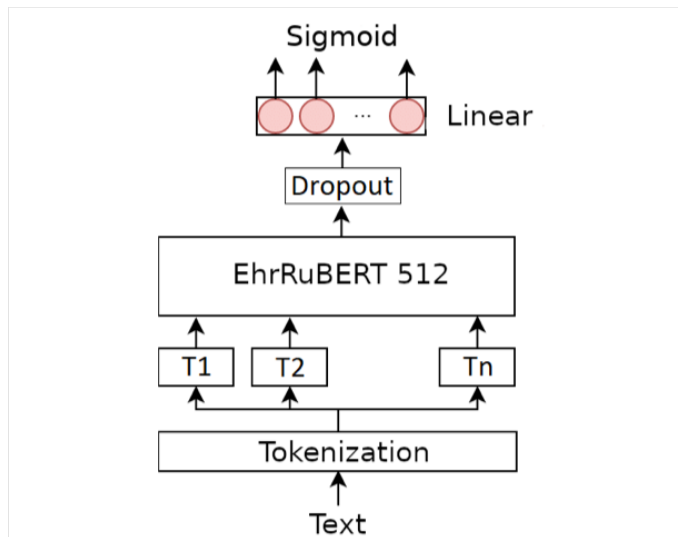 Sigmoid
...
Linear
Dropout
EhrRuBERT 512
T1 T2 Tn
Tokenization
Text